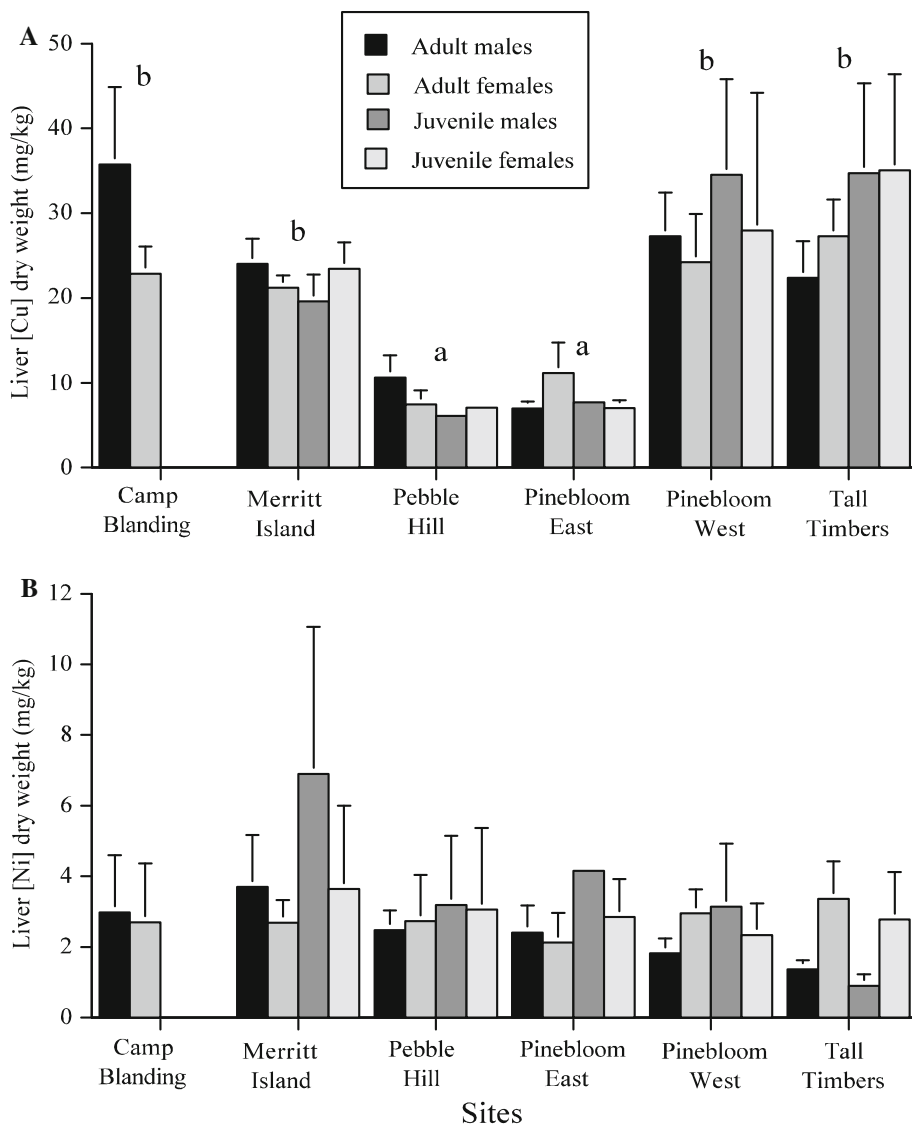 A
Liver [Cu] dry weight (mg/kg)
50
40
30
20
10
0
Adult males
Adult females
Juvenile males
Juvenile females
b
b
a
a
b
b
Camp
Blanding
Merritt
Island
Pebble
Hill
Pinebloom
East
Pinebloom
West
Tall
Timbers
B
Liver [Ni] dry weight (mg/kg)
12
10
8
6
4
2
0
Camp
Blanding
Merritt
Island
Pebble
Hill
Pinebloom
East
Pinebloom
West
Tall
Timbers
Sites